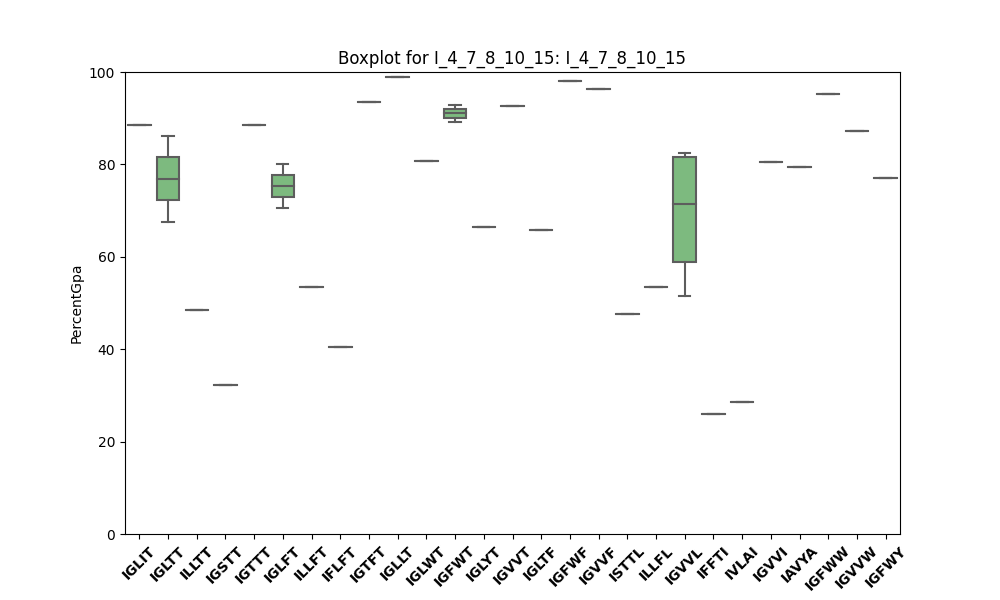 Boxplot for I_4_7_8_10_15: I_4_7_8_10_15
PercentGpa
100
80
60
40
20
0
IGLIT IGLTT ILLTT IGSTT IGTTT IGLFT ILLFT IFLFT IGTFT IGLLT IGLWT IGFWT IGLYT IGVVT IGLTF IGFWF IGVVF ISTTL ILLFL IGVVL IFFTI IVLAI IGVVI IAVYA IGFWW IGVVW IGFWY